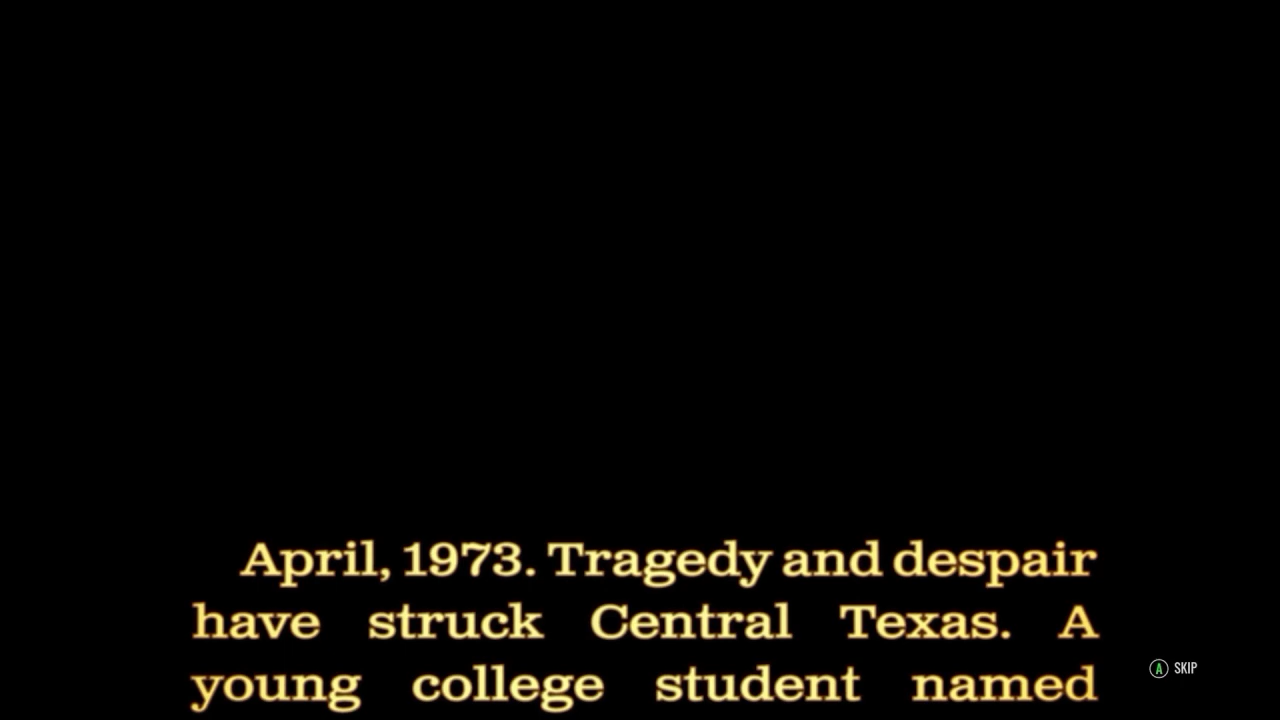 April, 1973. Tragedy and despair
have struck Central Texas. A
young college student named
A SKIP